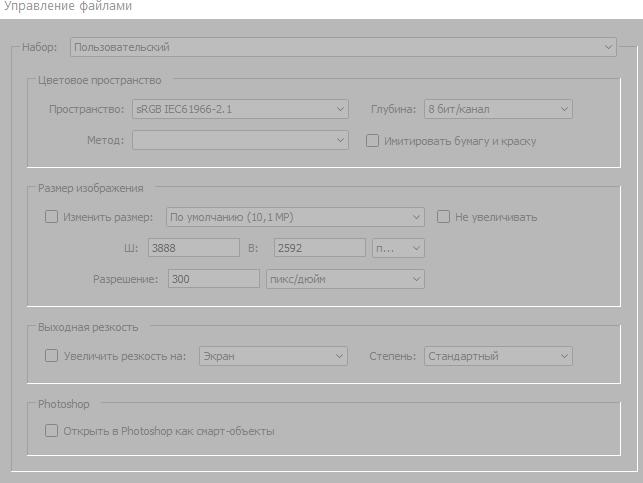 Управление файлами
Набор: Пользовательский
Цветовое пространство
Пространство: sRGB IEC61966-2.1 Глубина: 8 бит/канал
Метод: Имитировать бумагу и краску
Размер изображения
Изменить размер: По умолчанию (10,1 MP) Не увеличивать
Ш: 3888 В: 2592 п...
Разрешение: 300 пикс/дюйм
Выходная резкость
Увеличить резкость на: Экран Степень: Стандартный
Photoshop
Открыть в Photoshop как смарт-объекты